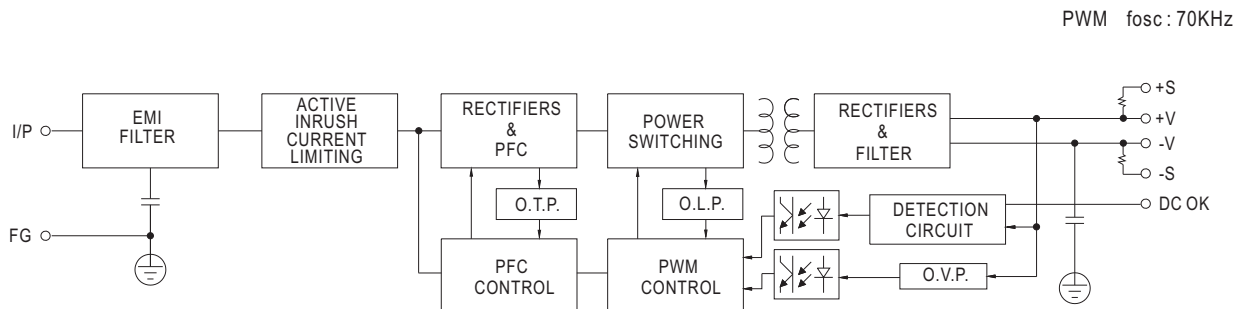 PWM fosc : 70KHz
I/P
EMI
FILTER
ACTIVE
INRUSH
CURRENT
LIMITING
RECTIFIERS
&
PFC
POWER
SWITCHING
RECTIFIERS
&
FILTER
+S
+V
-V
-S
DC OK
O.T.P.
O.L.P.
DETECTION
CIRCUIT
FG
PFC
CONTROL
PWM
CONTROL
O.V.P.